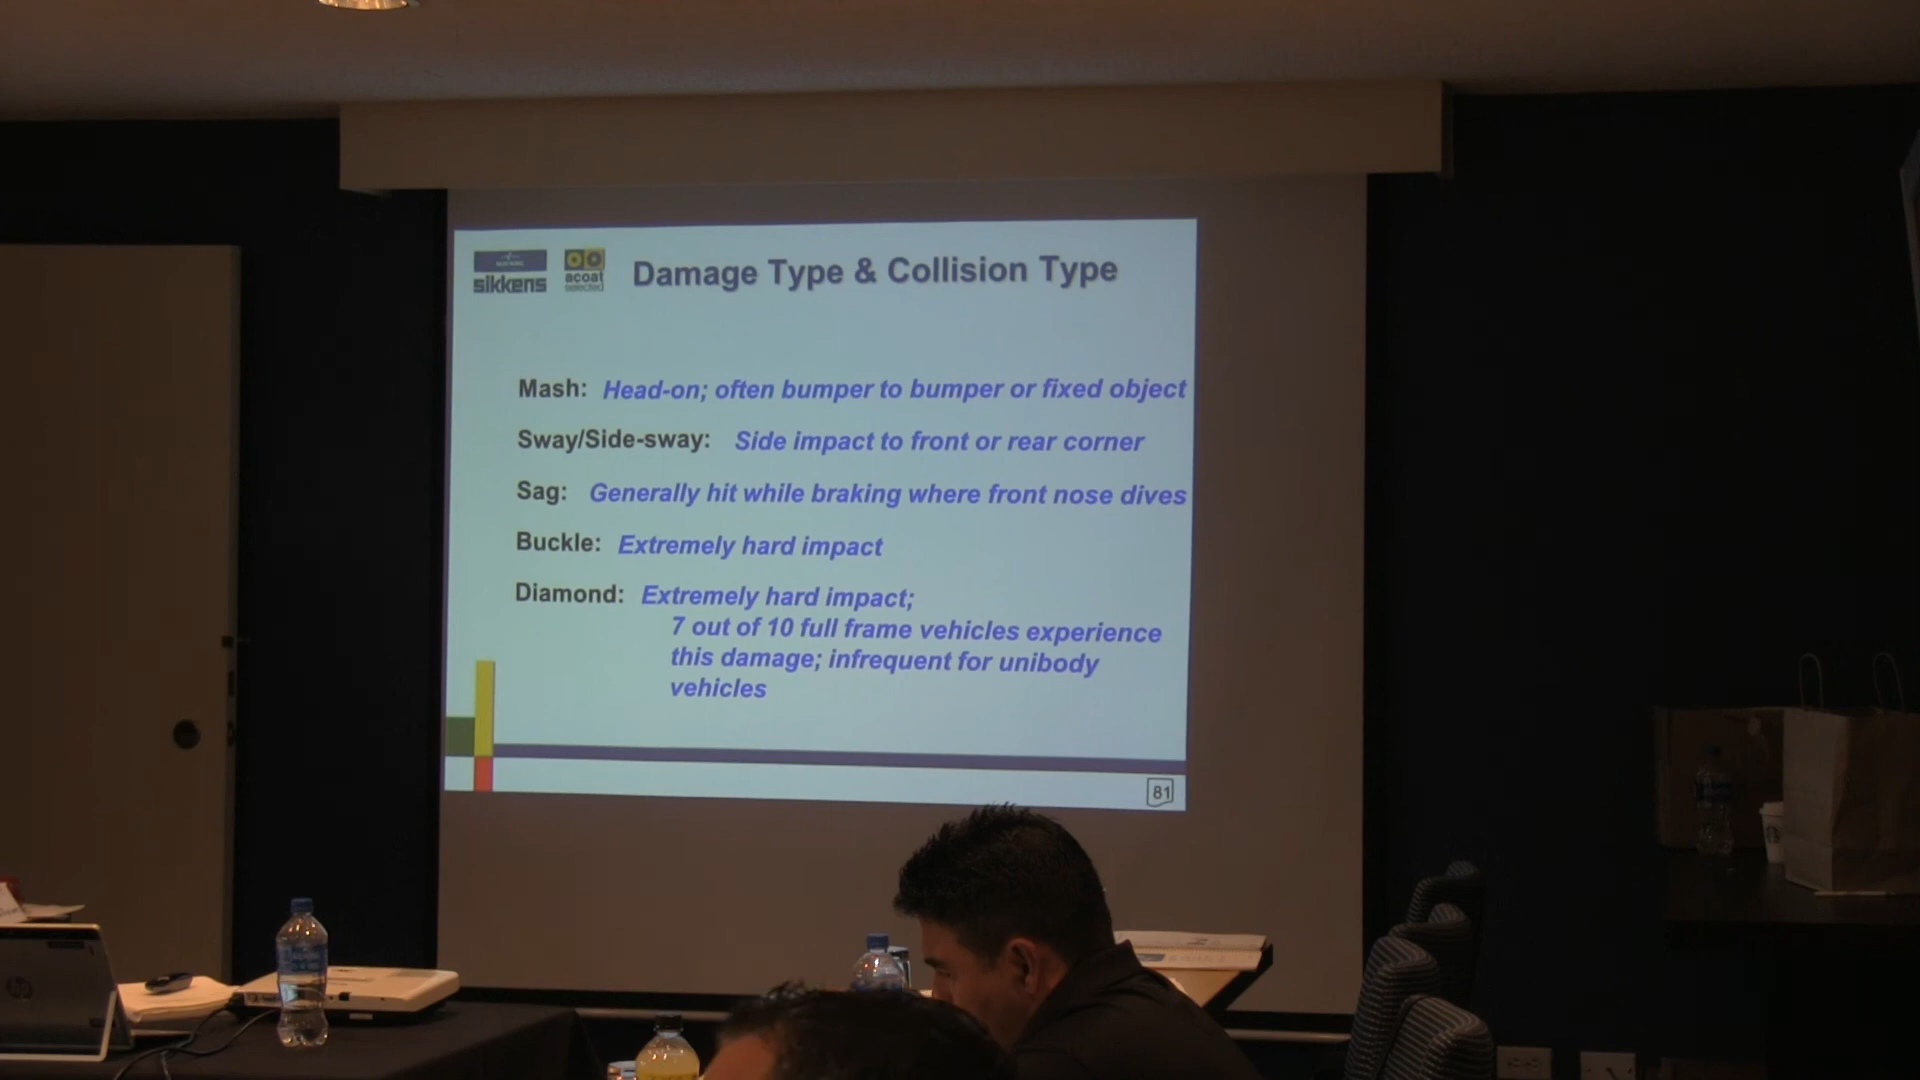 sikkens
acoat
selected
Damage Type & Collision Type
Mash: Head-on; often bumper to bumper or fixed object
Sway/Side-sway: Side impact to front or rear corner
Sag: Generally hit while braking where front nose dives
Buckle: Extremely hard impact
Diamond: Extremely hard impact;
7 out of 10 full frame vehicles experience
this damage; infrequent for unibody
vehicles
81